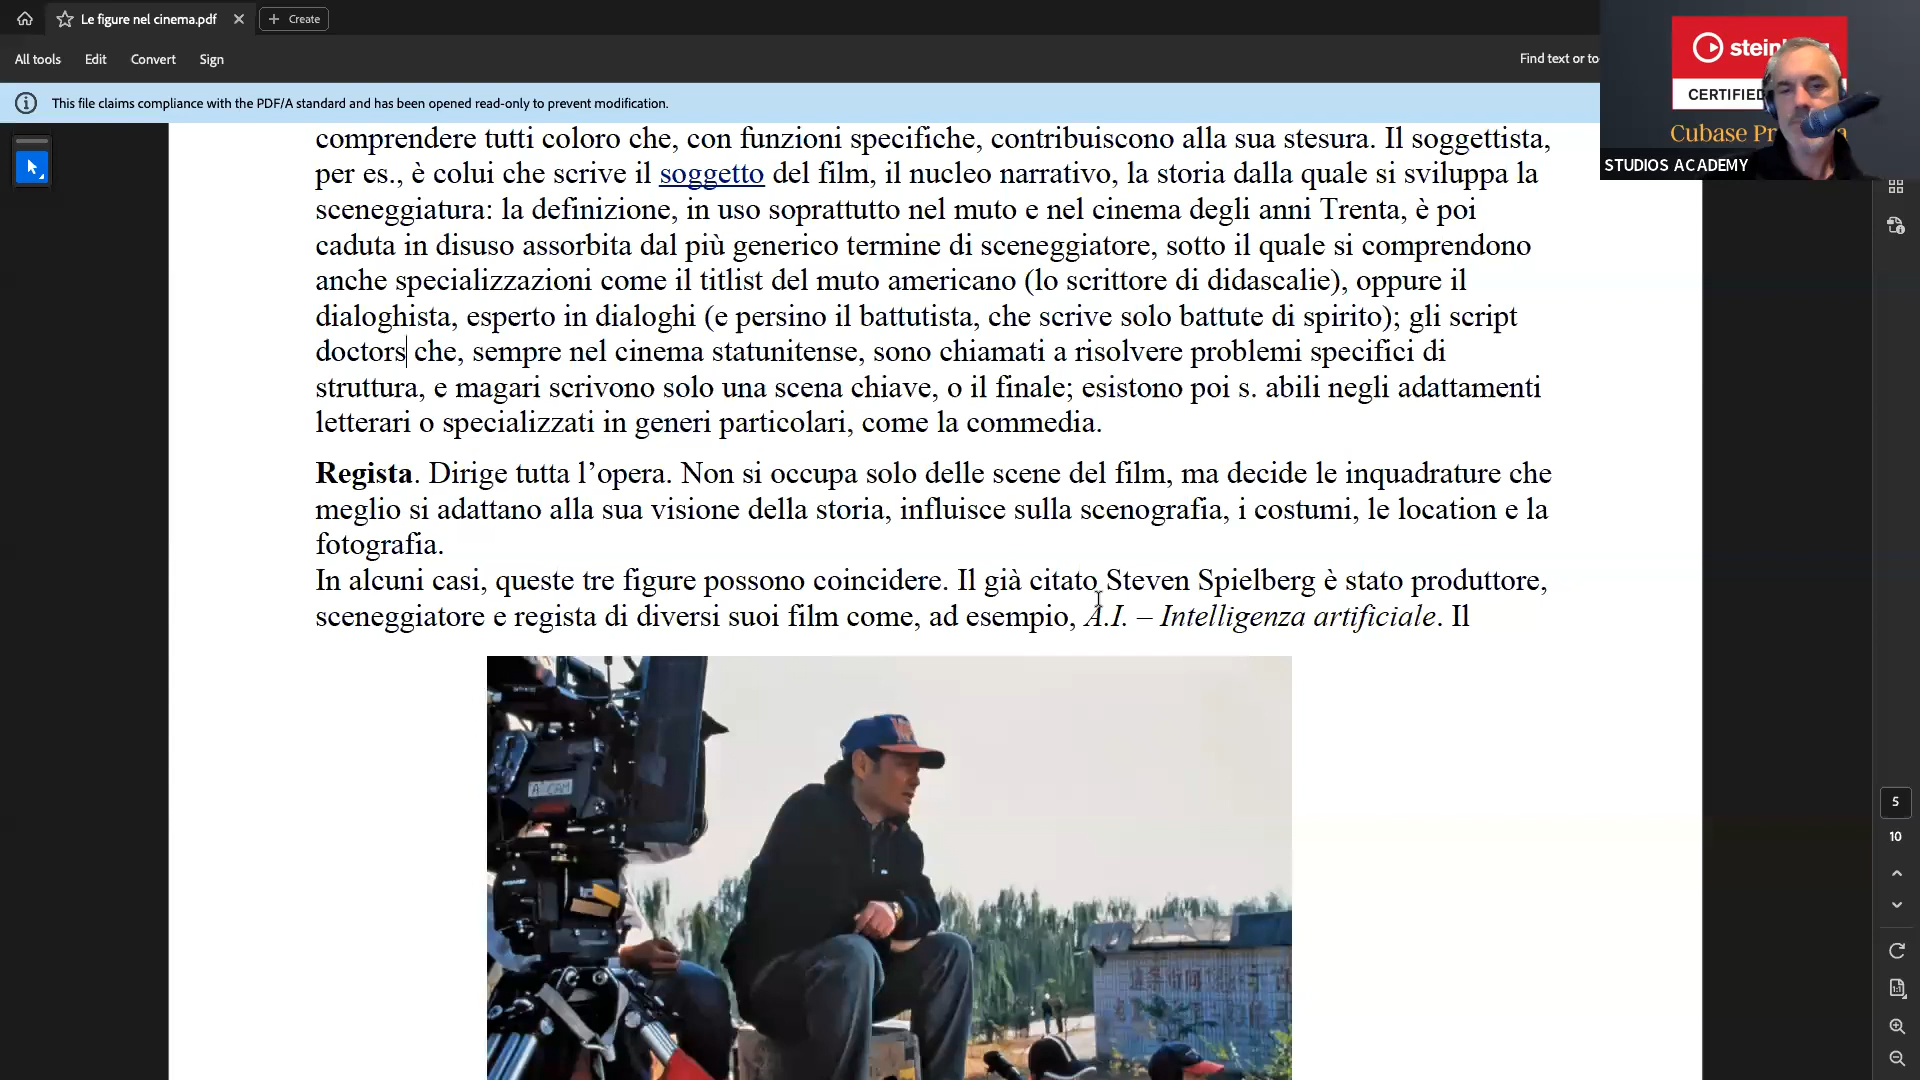 Le figure nel cinema.pdf
Create
All tools
Edit
Convert
Sign
Find text or to
This file claims compliance with the PDF/A standard and has been opened read-only to prevent modification.
CERTIFIED
STUDIOS ACADEMY
comprendere tutti coloro che, con funzioni specifiche, contribuiscono alla sua stesura. Il soggettista,
per es., è colui che scrive il soggetto del film, il nucleo narrativo, la storia dalla quale si sviluppa la
sceneggiatura: la definizione, in uso soprattutto nel muto e nel cinema degli anni Trenta, è poi
caduta in disuso assorbita dal più generico termine di sceneggiatore, sotto il quale si comprendono
anche specializzazioni come il titlist del muto americano (lo scrittore di didascalie), oppure il
dialoghista, esperto in dialoghi (e persino il battutista, che scrive solo battute di spirito); gli script
doctors che, sempre nel cinema statunitense, sono chiamati a risolvere problemi specifici di
struttura, e magari scrivono solo una scena chiave, o il finale; esistono poi s. abili negli adattamenti
letterari o specializzati in generi particolari, come la commedia.
Regista. Dirige tutta l’opera. Non si occupa solo delle scene del film, ma decide le inquadrature che
meglio si adattano alla sua visione della storia, influisce sulla scenografia, i costumi, le location e la
fotografia.
In alcuni casi, queste tre figure possono coincidere. Il già citato Steven Spielberg è stato produttore,
sceneggiatore e regista di diversi suoi film come, ad esempio, A.I. – Intelligenza artificiale. Il
A CAM
5
10